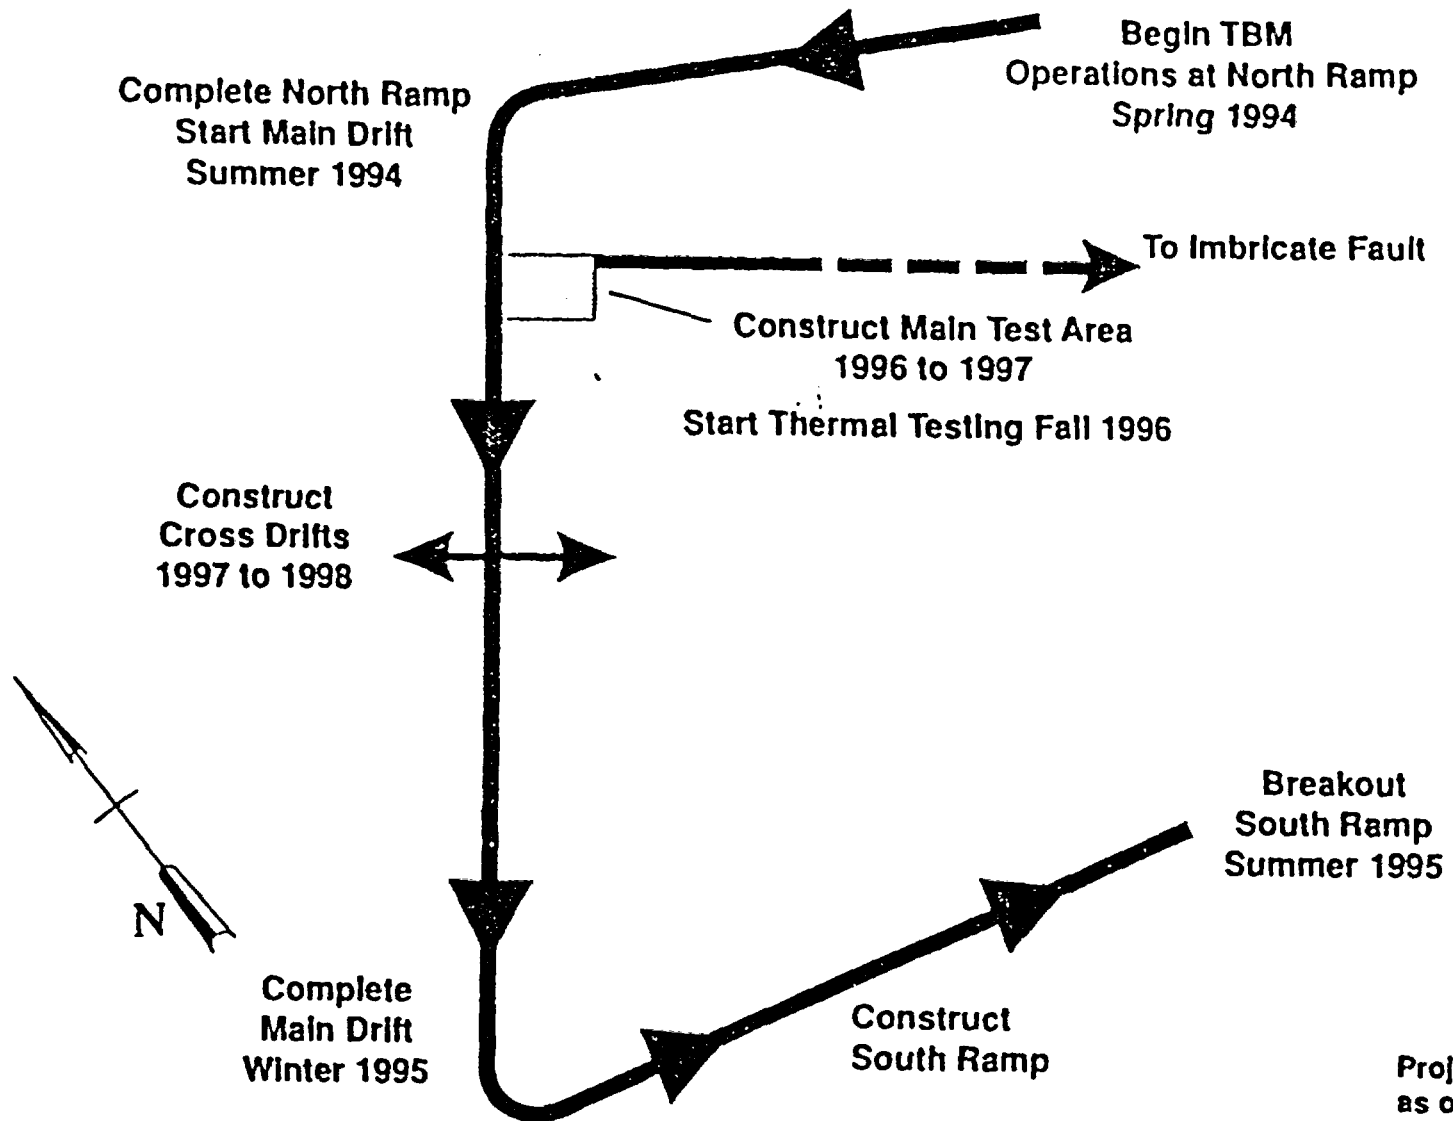 Begin TBM
Operations at North Ramp
Spring 1994
Complete North Ramp
Start Main Drift
Summer 1994
To Imbricate Fault
Construct Main Test Area
1996 to 1997
Start Thermal Testing Fall 1996
Construct
Cross Drifts
1997 to 1998
N
Breakout
South Ramp
Summer 1995
Complete
Main Drift
Winter 1995
Construct
South Ramp
as